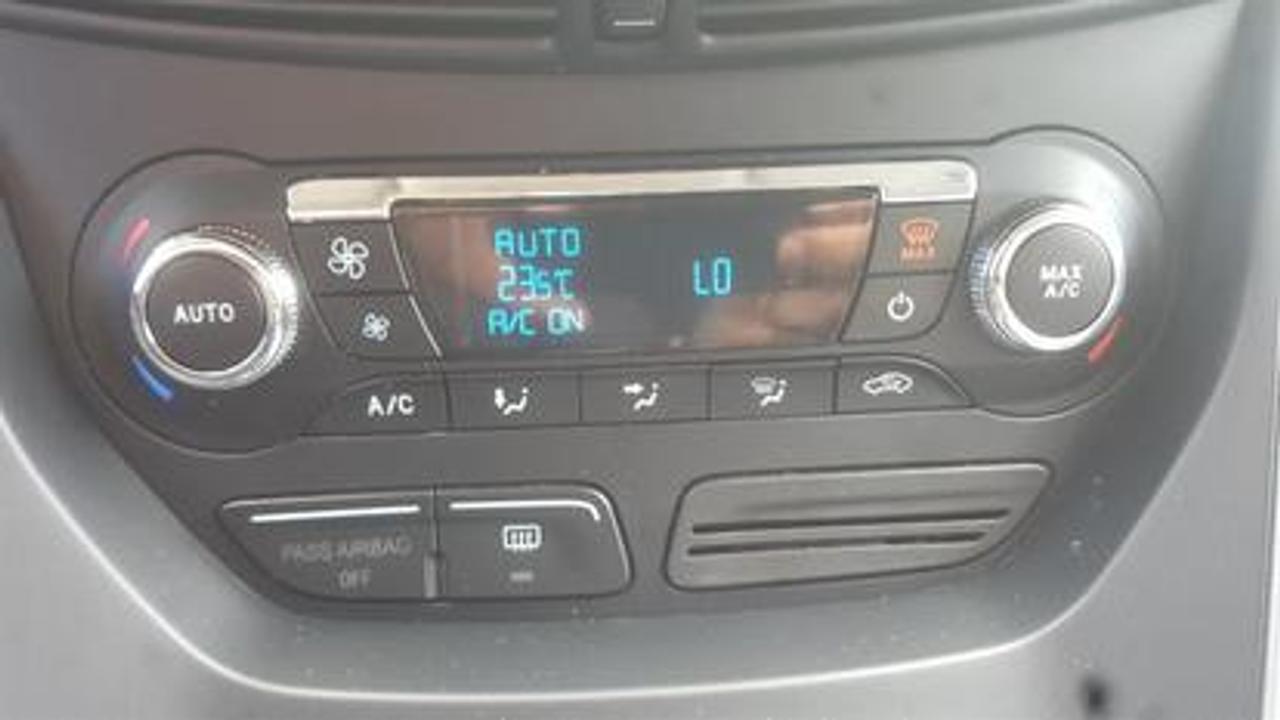 AUTO
AUTO
23.5°C
A/C ON
LO
MAX
MAX
A/C
A/C
PASS AIRBAG
OFF